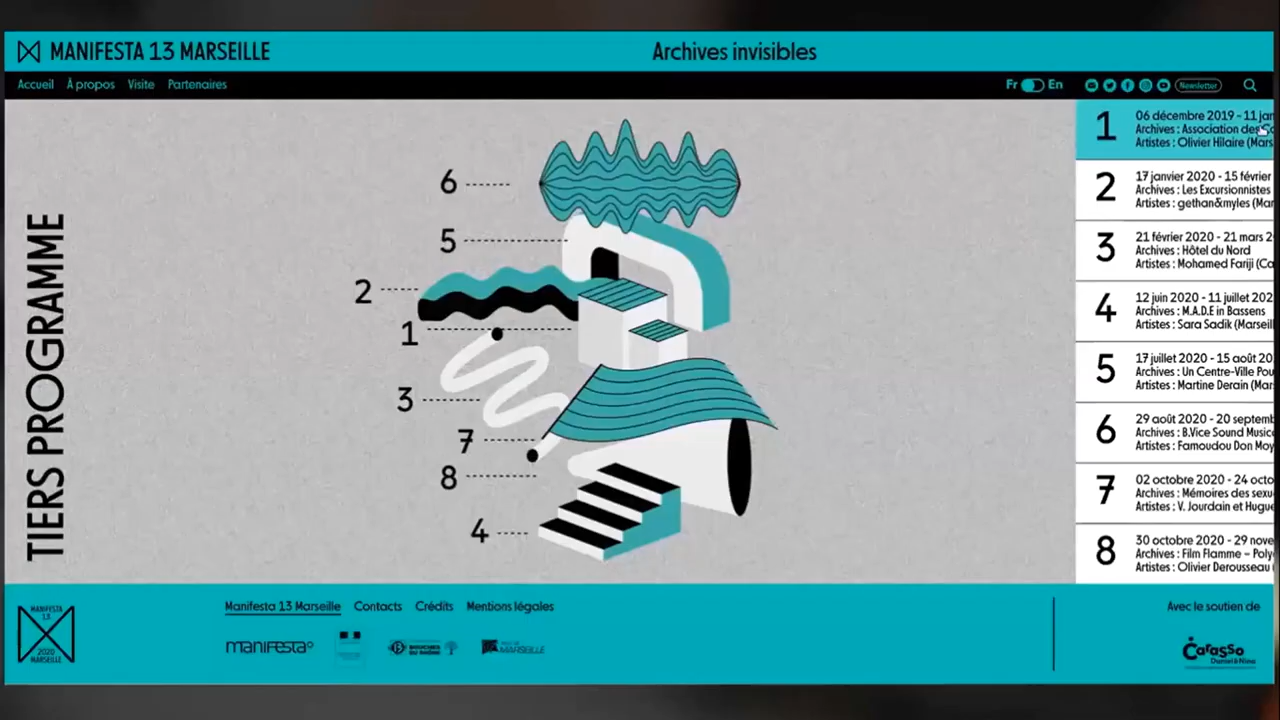 MANIFESTA 13 MARSEILLE
Archives invisibles
Accueil À propos Visite Partenaires
Fr En
Newsletter
TIERS PROGRAMME
6
5
2
1
3
7
8
4
1
06 décembre 2019 - 11 jan
Archives : Association des
Artistes : Olivier Hilaire (Mars
2
17 janvier 2020 - 15 février
Archives : Les Excursionnistes
Artistes : gethan&myles (Mar
3
21 février 2020 - 21 mars 2
Archives : Hôtel du Nord
Artistes : Mohamed Fariji (Ca
4
12 juin 2020 - 11 juillet 202
Archives : M.A.D.E in Bassens
Artistes : Sara Sadik (Marseil
5
17 juillet 2020 - 15 août 20
Archives : Un Centre-Ville Pou
Artistes : Martine Derain (Mar
6
29 août 2020 - 20 septemb
Archives : B.Vice Sound Music
Artistes : Famoudou Don Moy
7
02 octobre 2020 - 24 octo
Archives : Mémoires des sexu
Artistes : V. Jourdain et Hugue
8
30 octobre 2020 - 29 nove
Archives : Film Flamme – Poly
Artistes : Olivier Derousseau
MANIFESTA
13
2020
MARSEILLE
Manifesta 13 Marseille Contacts Crédits Mentions légales
manifesta
BOUCHES
DU RHÔNE
MARSEILLE
Avec le soutien de
Carasso
Daniel & Nina